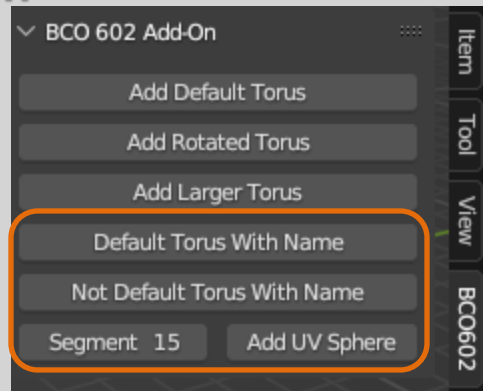 BCO 602 Add-On
Add Default Torus
Add Rotated Torus
Add Larger Torus
Default Torus With Name
Not Default Torus With Name
Segment 15 Add UV Sphere
Item
Tool
View
BCO602